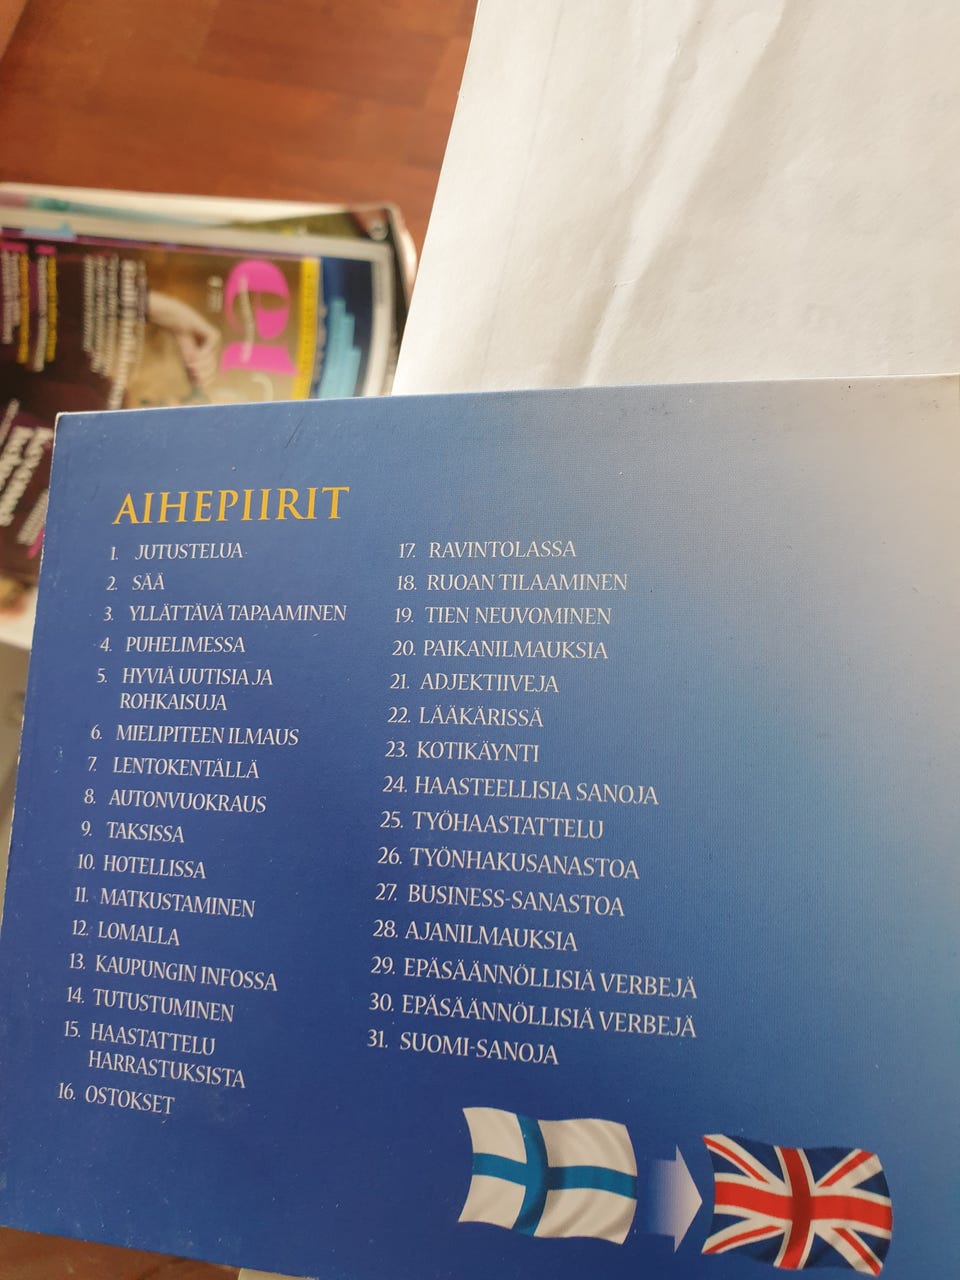 AIHEPIIRIT
1. JUTUSTELUA
2. SÄÄ
3. YLLÄTTÄVÄ TAPAAMINEN
4. PUHELIMESSA
5. HYVIÄ UUTISIA JA
ROHKAISUJA
6. MIELIPITEEN ILMAUS
7. LENTOKENTÄLLÄ
8. AUTONVUOKRAUS
9. TAKSISSA
10. HOTELLISSA
11. MATKUSTAMINEN
12. LOMALLA
13. KAUPUNGIN INFOSSA
14. TUTUSTUMINEN
15. HAASTATTELU
HARRASTUKSISTA
16. OSTOKSET
17. RAVINTOLASSA
18. RUOAN TILAAMINEN
19. TIEN NEUVOMINEN
20. PAIKANILMAUKSIA
21. ADJEKTIIVEJA
22. LÄÄKÄRISSÄ
23. KOTIKÄYNTI
24. HAASTEELLISIA SANOJA
25. TYÖHAASTATTELU
26. TYÖNHAKUSANASTOA
27. BUSINESS-SANASTOA
28. AJANILMAUKSIA
29. EPÄSÄÄNNÖLLISIÄ VERBEJÄ
30. EPÄSÄÄNNÖLLISIÄ VERBEJÄ
31. SUOMI-SANOJA